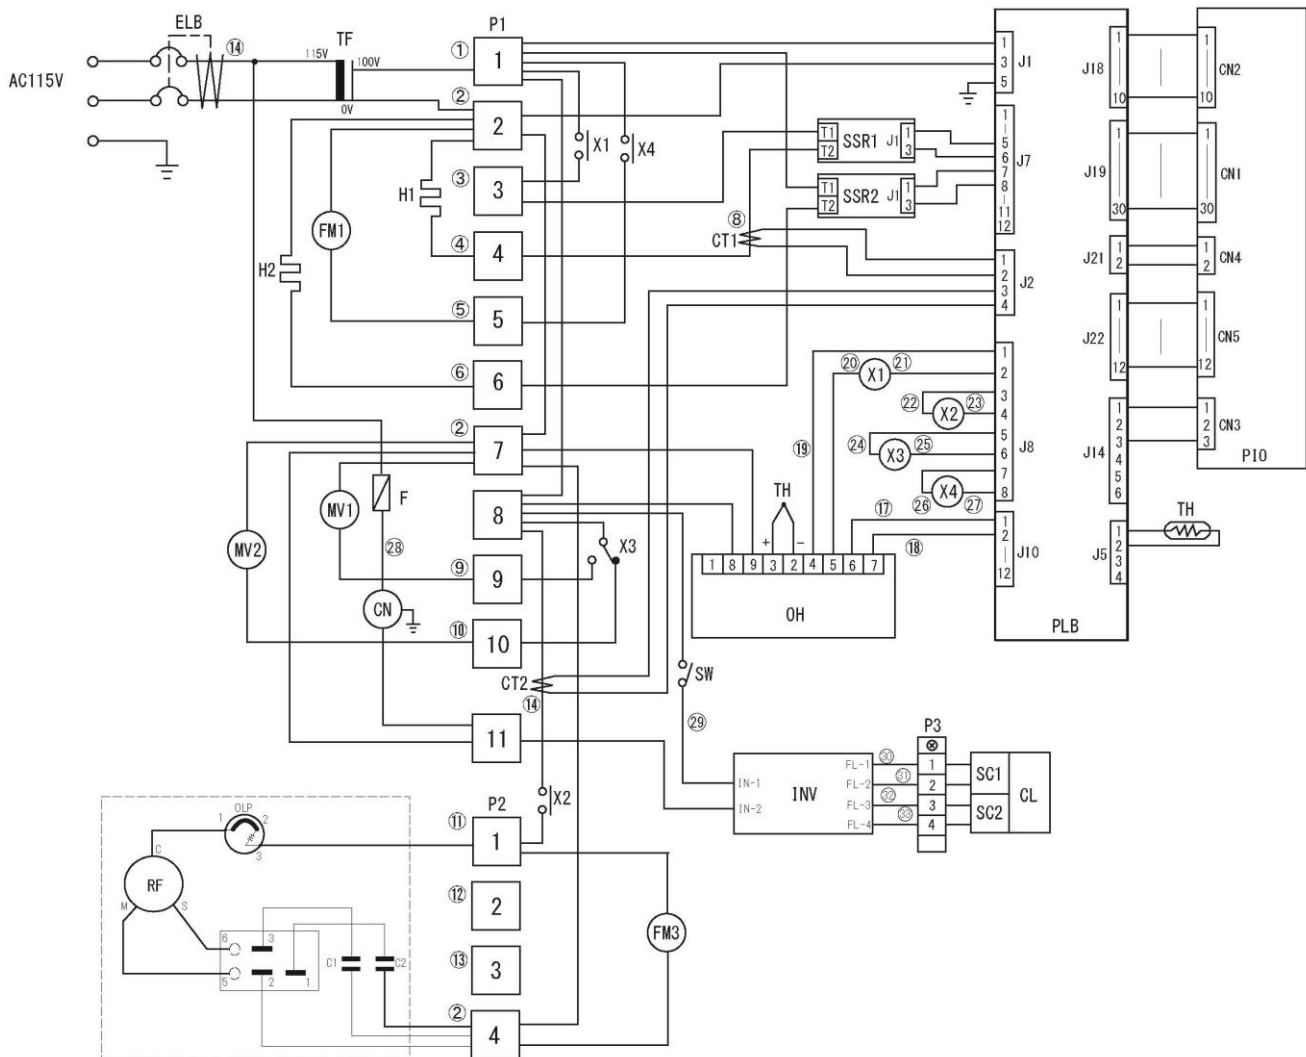 ELB
⑭
TF
115V
100V
0V
AC115V
P1
① 1
② 2
③ 3
④ 4
⑤ 5
⑥ 6
② 7
8
⑨ 9
⑩ 10
11
X1
X4
H1
FM1
H2
MV1
MV2
F
㉘
CN
X3
CT2
⑭
X2
SW
㉙
T1
T2
SSR1
J1
1
3
T1
T2
SSR2
J1
1
3
⑧
CT1
1
3
5
J1
1
5
6
7
8
11
12
J7
1
2
3
4
J2
1
2
3
4
5
6
7
8
J8
1
2
12
J10
⑳ X1 ㉑
㉒ X2 ㉓
㉔ X3 ㉕
㉖ X4 ㉗
⑲
⑰
⑱
TH
+ −
1 8 9 3 2 4 5 6 7
OH
J18
1
10
J19
1
30
J21
1
2
J22
1
12
J14
1
2
3
4
5
6
J5
1
2
3
4
PLB
1
10
CN2
1
30
CN1
1
2
CN4
1
12
CN5
1
2
3
CN3
PIO
TH
IN-1
IN-2
INV
FL-1
FL-2
FL-3
FL-4
㉚
㉛
㉜
㉝
P3
1
2
3
4
SC1
SC2
CL
P2
⑪ 1
⑫ 2
⑬ 3
② 4
FM3
OLP
1
2
3
C
RF
M
S
6
3
5
2
1
C1
C2